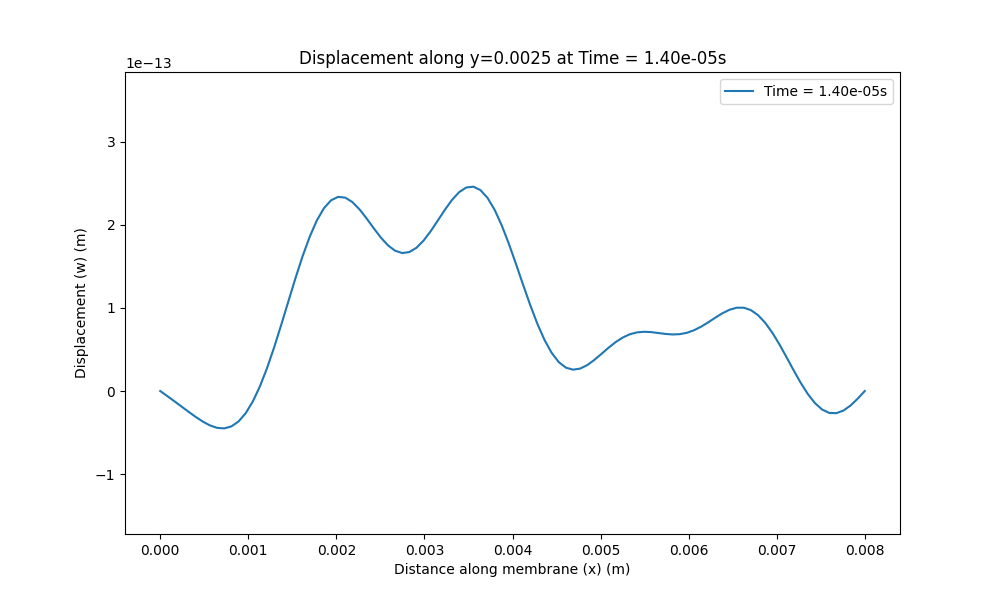 Displacement along y=0.0025 at Time = 1.40e-05s
1e−13
Time = 1.40e-05s
3
2
1
0
−1
Displacement (w) (m)
0.000 0.001 0.002 0.003 0.004 0.005 0.006 0.007 0.008
Distance along membrane (x) (m)